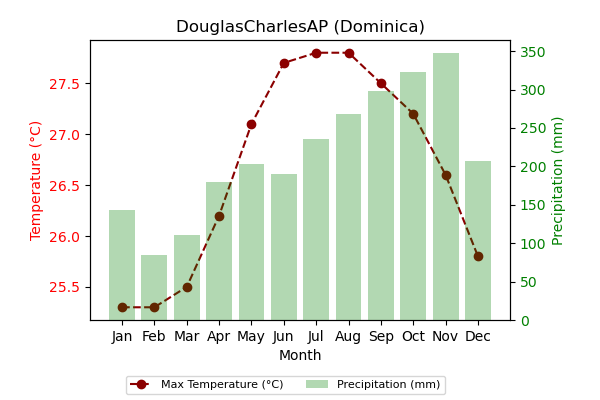 DouglasCharlesAP (Dominica)
Temperature (°C)
27.5
27.0
26.5
26.0
25.5
350
300
250
200
150
100
50
0
Precipitation (mm)
Jan Feb Mar Apr May Jun Jul Aug Sep Oct Nov Dec
Month
Max Temperature (°C) Precipitation (mm)